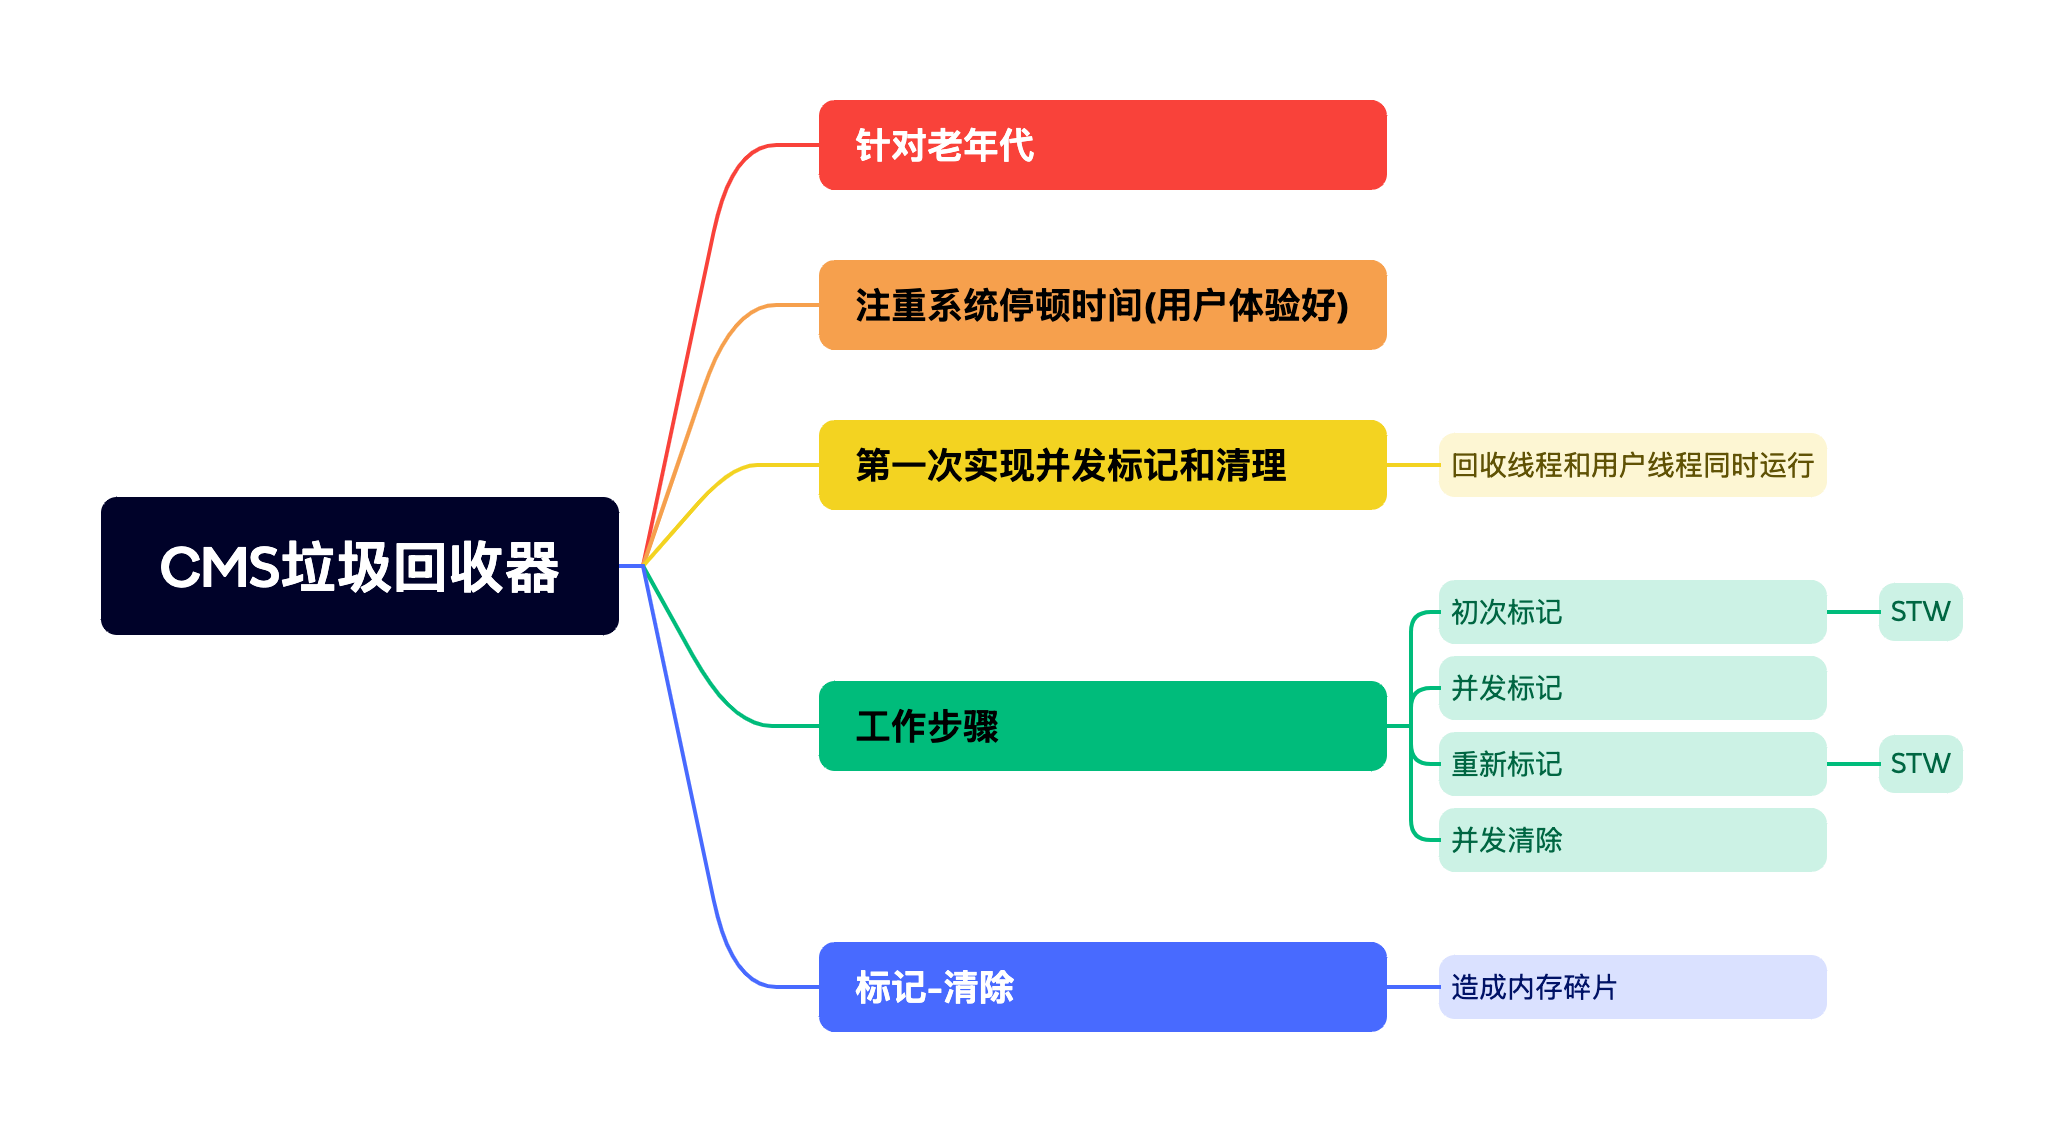 CMS垃圾回收器
针对老年代
注重系统停顿时间(用户体验好)
第一次实现并发标记和清理
回收线程和用户线程同时运行
工作步骤
初次标记
STW
并发标记
重新标记
STW
并发清除
标记-清除
造成内存碎片